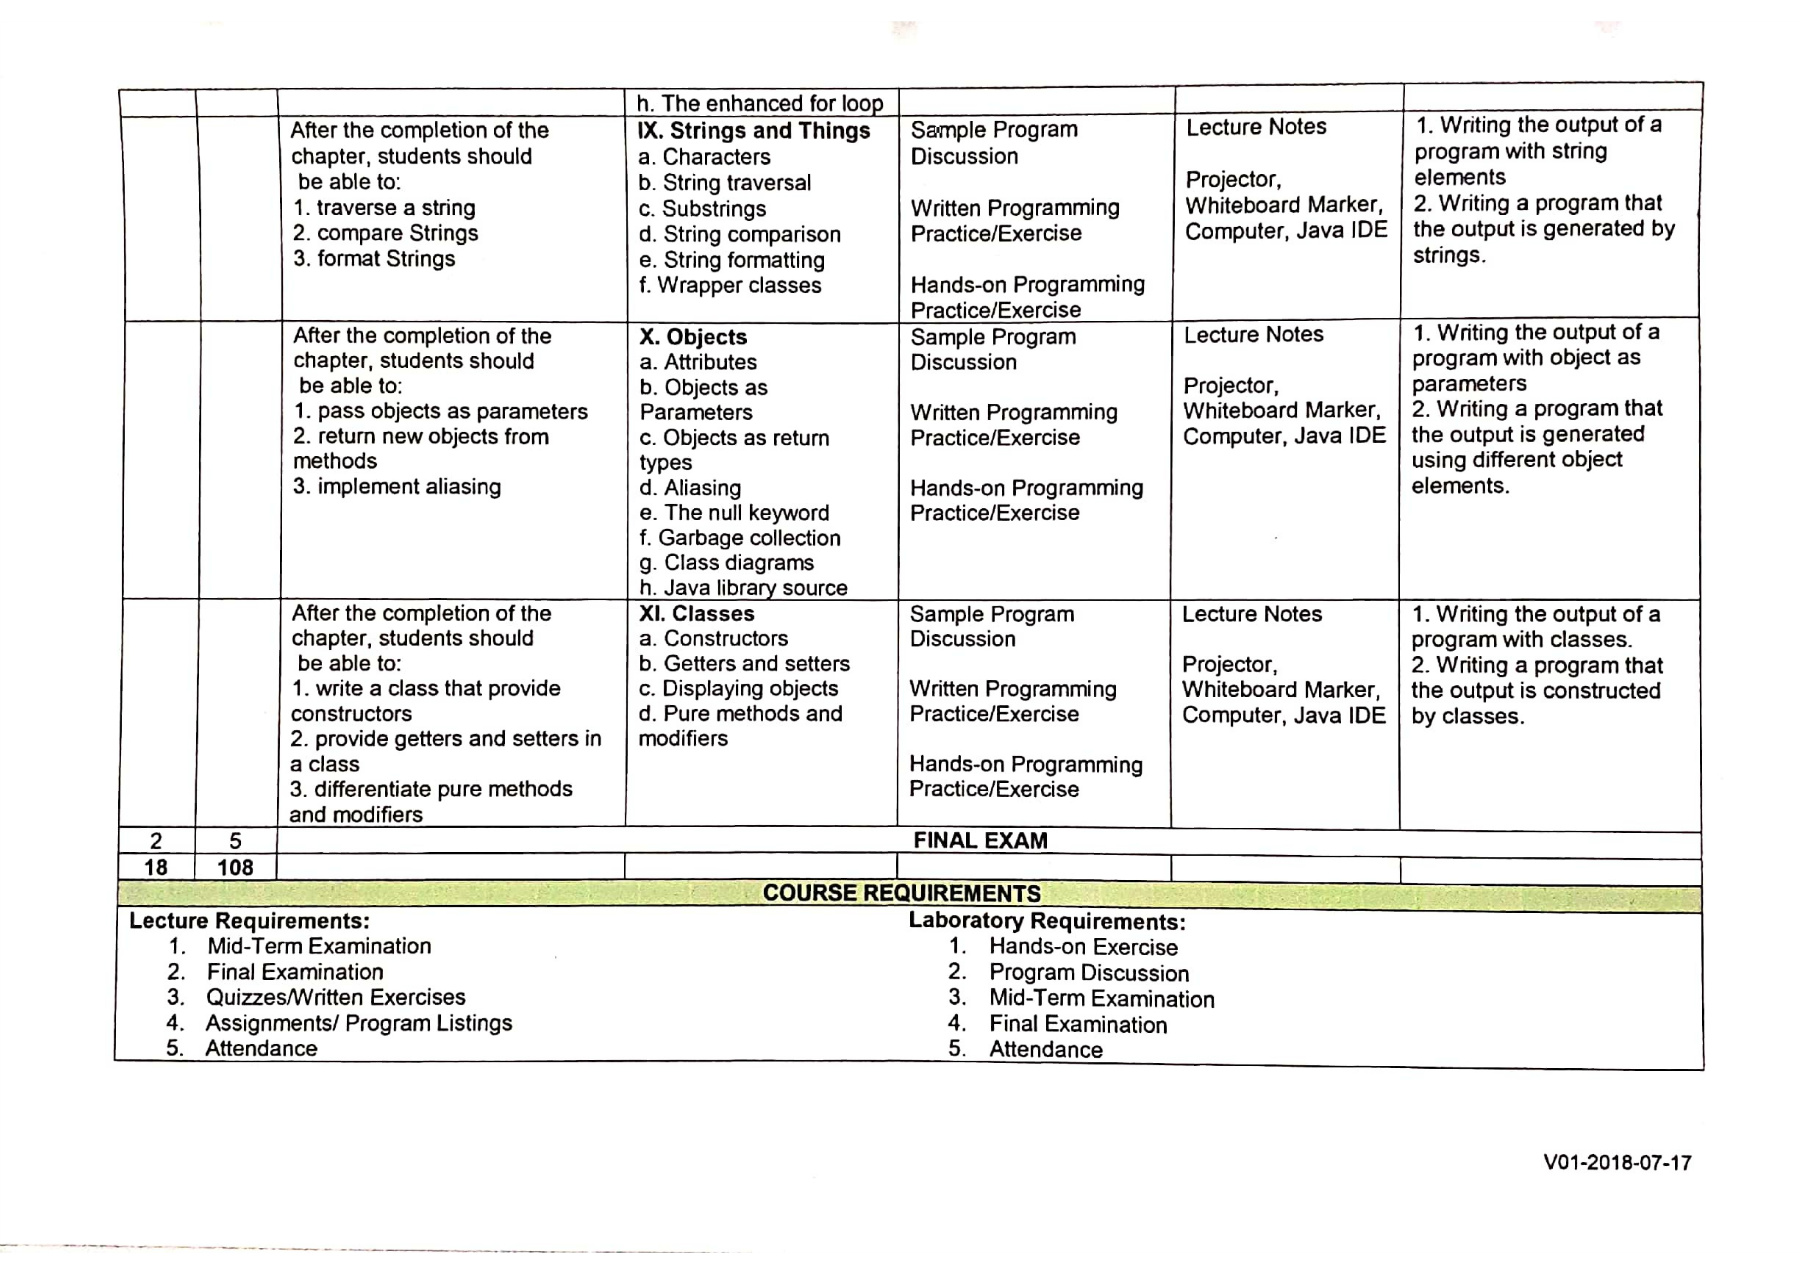 h. The enhanced for loop
After the completion of the
chapter, students should
be able to:
1. traverse a string
2. compare Strings
3. format Strings
IX. Strings and Things
a. Characters
b. String traversal
c. Substrings
d. String comparison
e. String formatting
f. Wrapper classes
Sample Program
Discussion
Written Programming
Practice/Exercise
Hands-on Programming
Practice/Exercise
Lecture Notes
Projector,
Whiteboard Marker,
Computer, Java IDE
1. Writing the output of a
program with string
elements
2. Writing a program that
the output is generated by
strings.
After the completion of the
chapter, students should
be able to:
1. pass objects as parameters
2. return new objects from
methods
3. implement aliasing
X. Objects
a. Attributes
b. Objects as
Parameters
c. Objects as return
types
d. Aliasing
e. The null keyword
f. Garbage collection
g. Class diagrams
h. Java library source
Sample Program
Discussion
Written Programming
Practice/Exercise
Hands-on Programming
Practice/Exercise
Lecture Notes
Projector,
Whiteboard Marker,
Computer, Java IDE
1. Writing the output of a
program with object as
parameters
2. Writing a program that
the output is generated
using different object
elements.
After the completion of the
chapter, students should
be able to:
1. write a class that provide
constructors
2. provide getters and setters in
a class
3. differentiate pure methods
and modifiers
XI. Classes
a. Constructors
b. Getters and setters
c. Displaying objects
d. Pure methods and
modifiers
Sample Program
Discussion
Written Programming
Practice/Exercise
Hands-on Programming
Practice/Exercise
Lecture Notes
Projector,
Whiteboard Marker,
Computer, Java IDE
1. Writing the output of a
program with classes.
2. Writing a program that
the output is constructed
by classes.
2 5 FINAL EXAM
18 108
COURSE REQUIREMENTS
Lecture Requirements:
1. Mid-Term Examination
2. Final Examination
3. Quizzes/Written Exercises
4. Assignments/ Program Listings
5. Attendance
Laboratory Requirements:
1. Hands-on Exercise
2. Program Discussion
3. Mid-Term Examination
4. Final Examination
5. Attendance
V01-2018-07-17